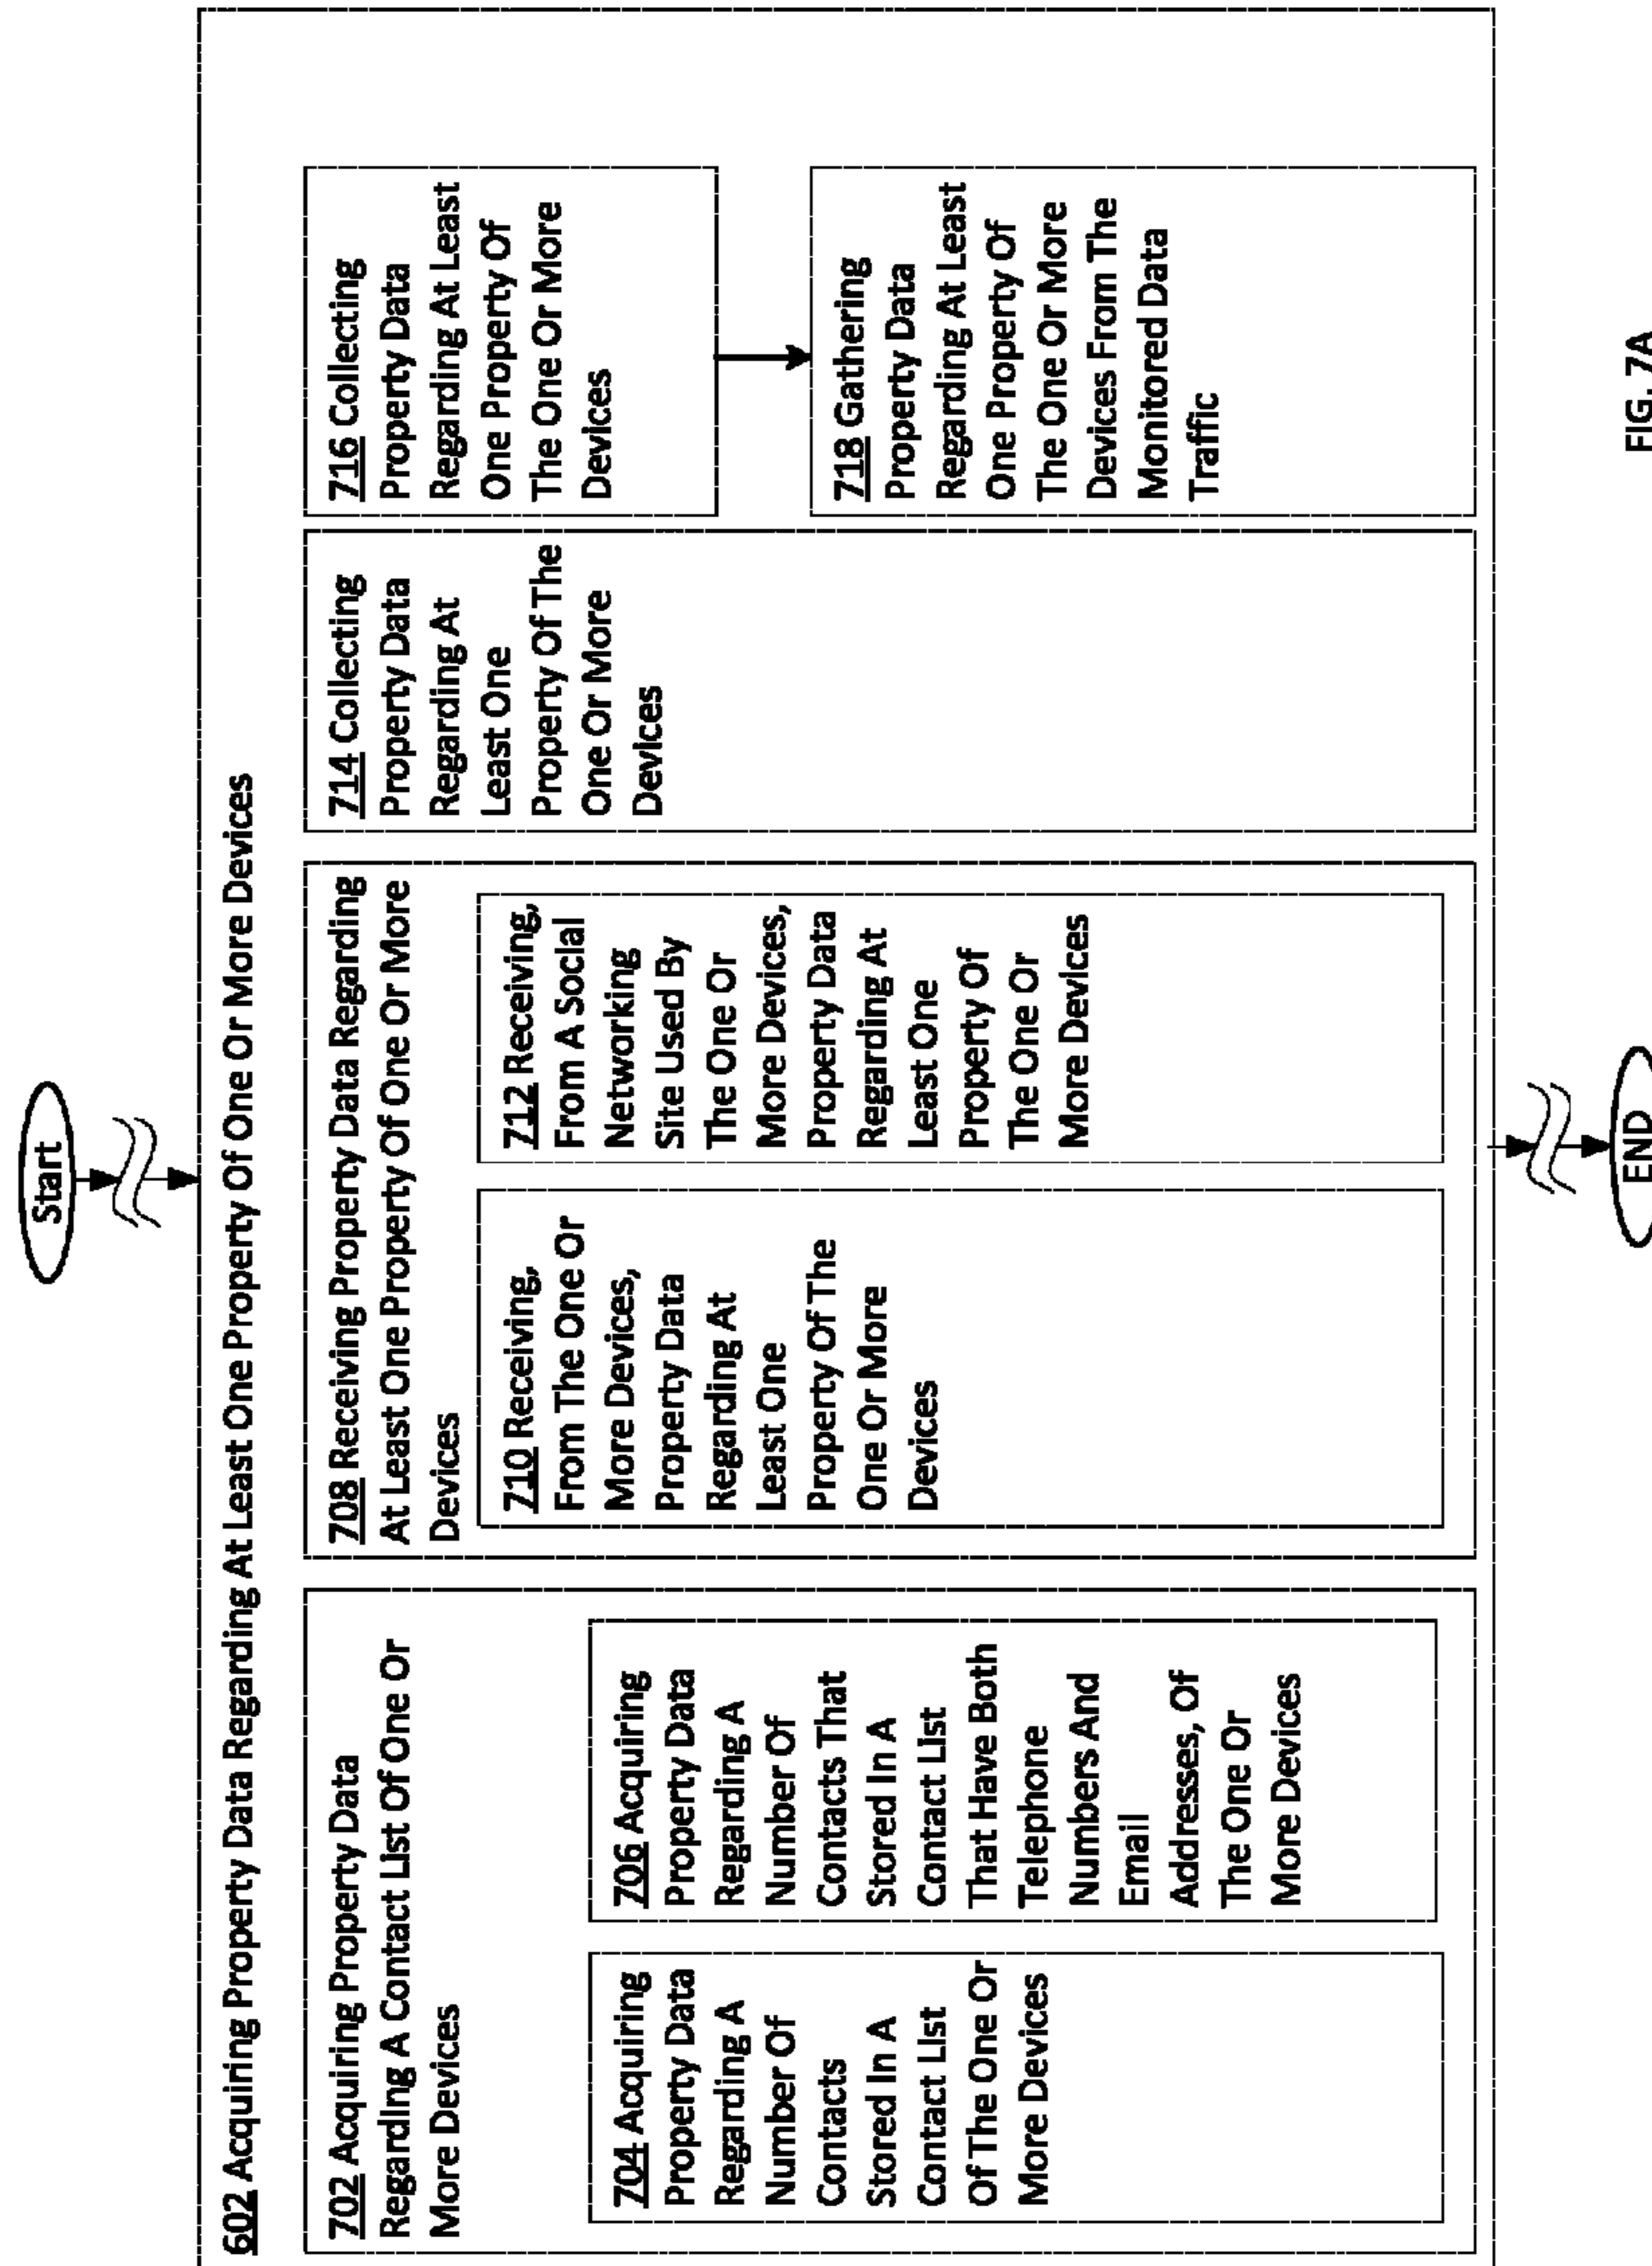 Start
602 Acquiring Property Data Regarding At Least One Property Of One Or More Devices
702 Acquiring Property Data
Regarding A Contact List Of One Or
More Devices
704 Acquiring
Property Data
Regarding A
Number Of
Contacts
Stored In A
Contact List
Of The One Or
More Devices
706 Acquiring
Property Data
Regarding A
Number Of
Contacts That
Stored In A
Contact List
That Have Both
Telephone
Numbers And
Email
Addresses, Of
The One Or
More Devices
708 Receiving Property Data Regarding
At Least One Property Of One Or More
Devices
710 Receiving,
From The One Or
More Devices,
Property Data
Regarding At
Least One
Property Of The
One Or More
Devices
712 Receiving,
From A Social
Networking
Site Used By
The One Or
More Devices,
Property Data
Regarding At
Least One
Property Of
The One Or
More Devices
714 Collecting
Property Data
Regarding At
Least One
Property Of The
One Or More
Devices
716 Collecting
Property Data
Regarding At Least
One Property Of
The One Or More
Devices
718 Gathering
Property Data
Regarding At Least
One Property Of
The One Or More
Devices From The
Monitored Data
Traffic
END
FIG. 7A